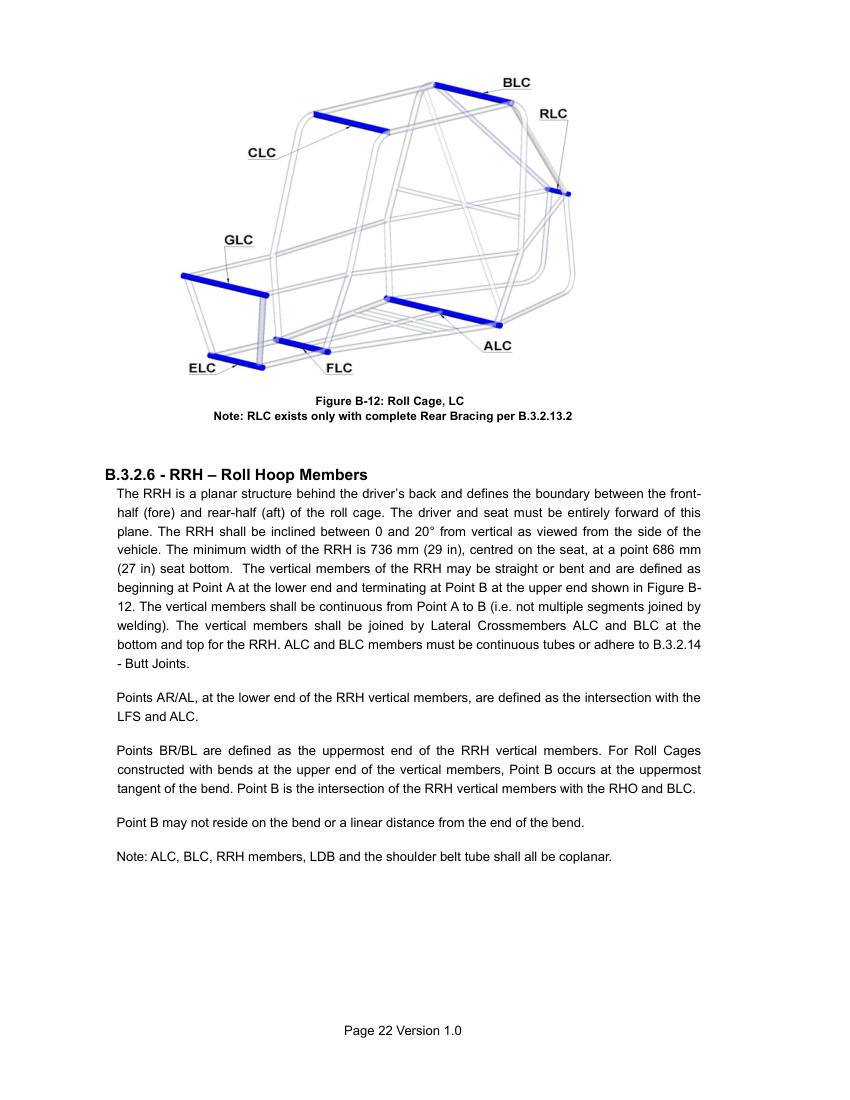 BLC
RLC
CLC
GLC
ALC
ELC
FLC
Figure B-12: Roll Cage, LC
Note: RLC exists only with complete Rear Bracing per B.3.2.13.2
B.3.2.6 - RRH – Roll Hoop Members
The RRH is a planar structure behind the driver’s back and defines the boundary between the front-
half (fore) and rear-half (aft) of the roll cage. The driver and seat must be entirely forward of this
plane. The RRH shall be inclined between 0 and 20° from vertical as viewed from the side of the
vehicle. The minimum width of the RRH is 736 mm (29 in), centred on the seat, at a point 686 mm
(27 in) seat bottom. The vertical members of the RRH may be straight or bent and are defined as
beginning at Point A at the lower end and terminating at Point B at the upper end shown in Figure B-
12. The vertical members shall be continuous from Point A to B (i.e. not multiple segments joined by
welding). The vertical members shall be joined by Lateral Crossmembers ALC and BLC at the
bottom and top for the RRH. ALC and BLC members must be continuous tubes or adhere to B.3.2.14
- Butt Joints.
Points AR/AL, at the lower end of the RRH vertical members, are defined as the intersection with the
LFS and ALC.
Points BR/BL are defined as the uppermost end of the RRH vertical members. For Roll Cages
constructed with bends at the upper end of the vertical members, Point B occurs at the uppermost
tangent of the bend. Point B is the intersection of the RRH vertical members with the RHO and BLC.
Point B may not reside on the bend or a linear distance from the end of the bend.
Note: ALC, BLC, RRH members, LDB and the shoulder belt tube shall all be coplanar.
Page 22 Version 1.0